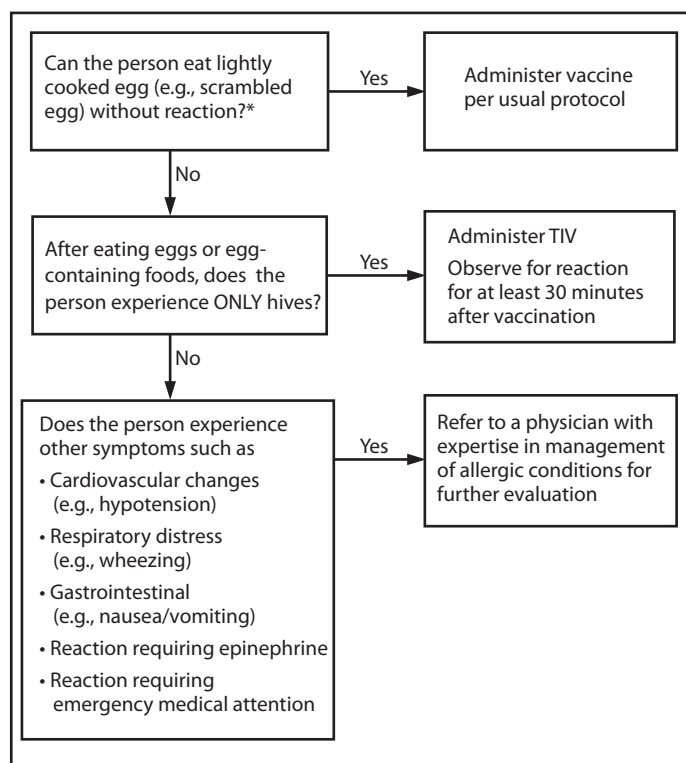 Can the person eat lightly
cooked egg (e.g., scrambled
egg) without reaction?*
Yes
Administer vaccine
per usual protocol
No
After eating eggs or egg-
containing foods, does the
person experience ONLY hives?
Yes
Administer TIV
Observe for reaction
for at least 30 minutes
after vaccination
No
Does the person experience
other symptoms such as
• Cardiovascular changes
(e.g., hypotension)
• Respiratory distress
(e.g., wheezing)
• Gastrointestinal
(e.g., nausea/vomiting)
• Reaction requiring epinephrine
• Reaction requiring
emergency medical attention
Yes
Refer to a physician with
expertise in management
of allergic conditions for
further evaluation